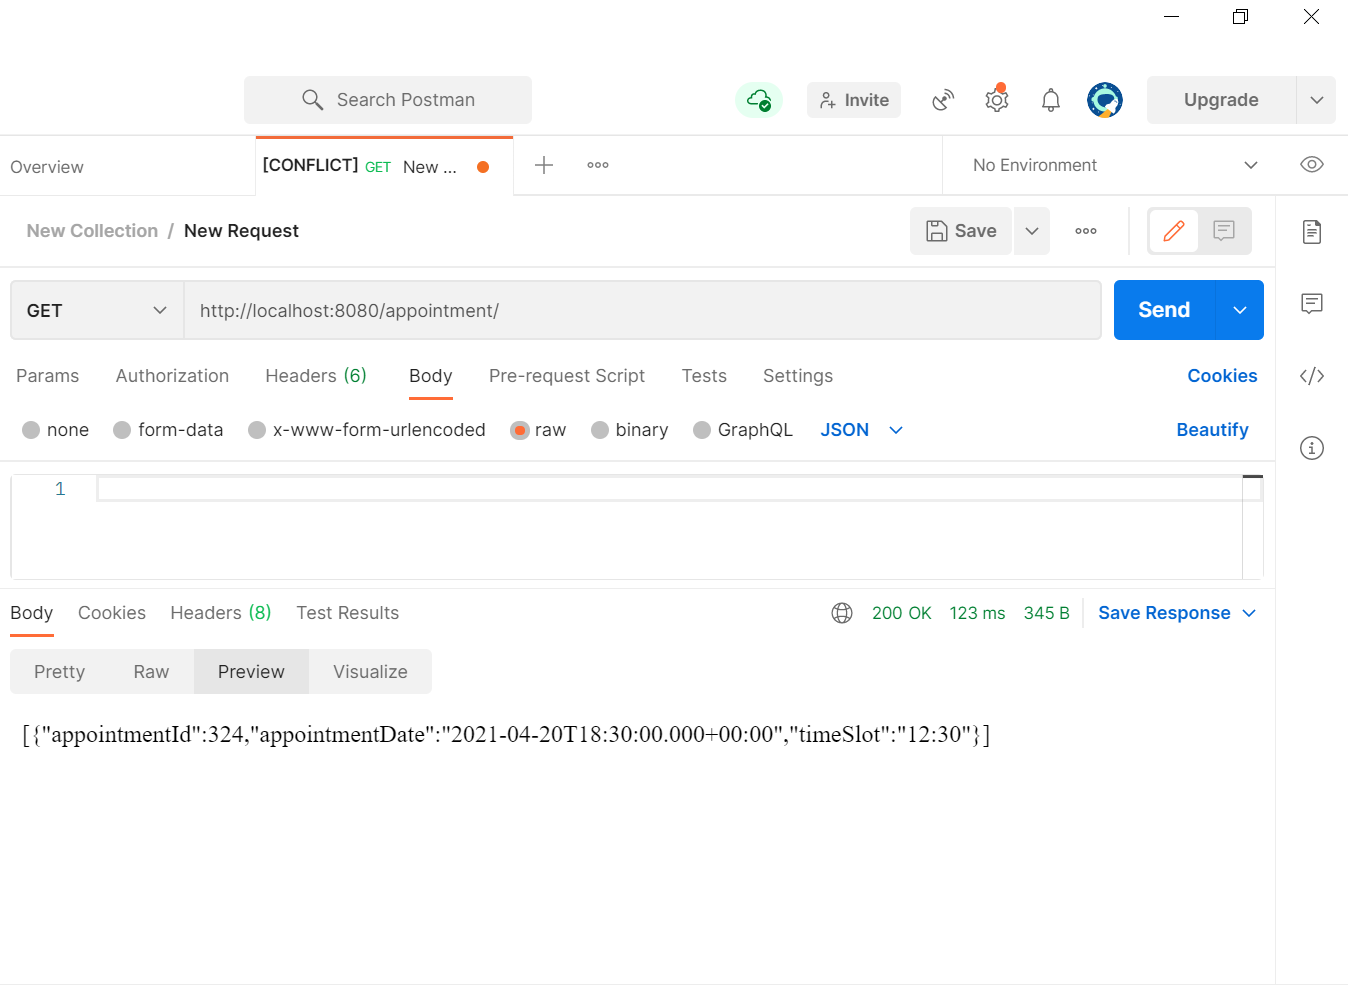 Search Postman
Invite
Upgrade
Overview
[CONFLICT] GET New ...
No Environment
New Collection / New Request
Save
GET
http://localhost:8080/appointment/
Send
Params Authorization Headers (6) Body Pre-request Script Tests Settings Cookies
none form-data x-www-form-urlencoded raw binary GraphQL JSON Beautify
1
Body Cookies Headers (8) Test Results 200 OK 123 ms 345 B Save Response
Pretty Raw Preview Visualize
[{"appointmentId":324,"appointmentDate":"2021-04-20T18:30:00.000+00:00","timeSlot":"12:30"}]